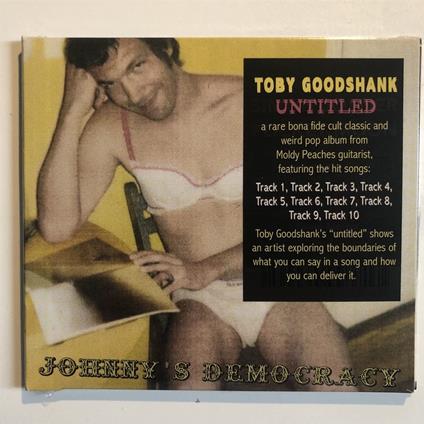 TOBY GOODSHANK
UNTITLED
a rare bona fide cult classic and
weird pop album from
Moldy Peaches guitarist,
featuring the hit songs:
Track 1, Track 2, Track 3, Track 4,
Track 5, Track 6, Track 7, Track 8,
Track 9, Track 10
Toby Goodshank's "untitled" shows
an artist exploring the boundaries of
what you can say in a song and how
you can deliver it.
JOHNNY'S DEMOCRACY